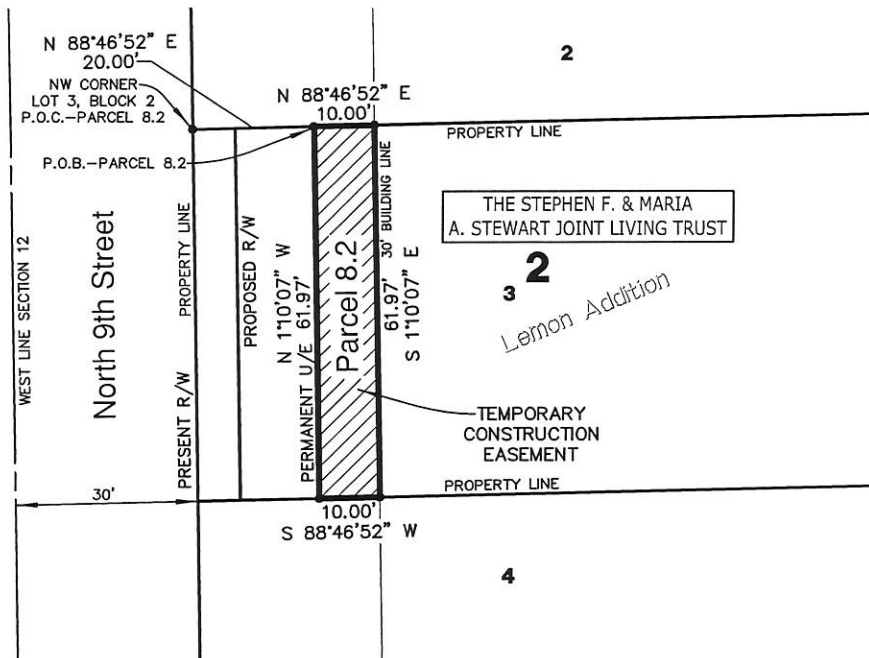 N 88°46'52" E
20.00'
NW CORNER
LOT 3, BLOCK 2
P.O.C.-PARCEL 8.2
2
N 88°46'52" E
10.00'
PROPERTY LINE
P.O.B.-PARCEL 8.2
WEST LINE SECTION 12
North 9th Street
PROPERTY LINE
PRESENT R/W
PROPOSED R/W
N 1°10'07" W
61.97'
PERMANENT U/E
Parcel 8.2
30' BUILDING LINE
61.97'
S 1°10'07" E
THE STEPHEN F. & MARIA
A. STEWART JOINT LIVING TRUST
2
3
Lemon Addition
TEMPORARY
CONSTRUCTION
EASEMENT
30'
PROPERTY LINE
10.00'
S 88°46'52" W
4